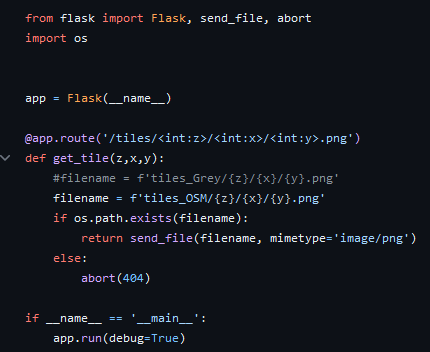 from flask import Flask, send_file, abort
import os
app = Flask(__name__)
@app.route('/tiles/<int:z>/<int:x>/<int:y>.png')
def get_tile(z,x,y):
    #filename = f'tiles_Grey/{z}/{x}/{y}.png'
    filename = f'tiles_OSM/{z}/{x}/{y}.png'
    if os.path.exists(filename):
        return send_file(filename, mimetype='image/png')
    else:
        abort(404)
if __name__ == '__main__':
    app.run(debug=True)